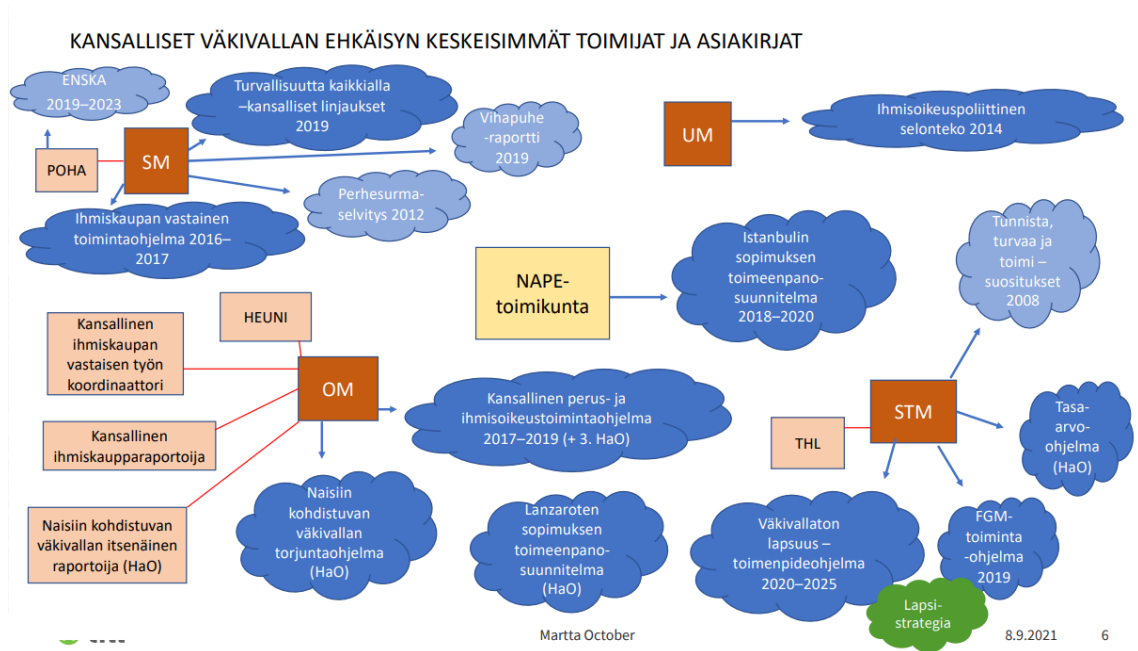 KANSALLISET VÄKIVALLAN EHKÄISYN KESKEISIMMÄT TOIMIJAT JA ASIAKIRJAT
ENSKA
2019–2023
Turvallisuutta kaikkialla
–kansalliset linjaukset
2019
Vihapuhe
-raportti
2019
UM
Ihmisoikeuspoliittinen
selonteko 2014
POHA
SM
Perhesurma-
selvitys 2012
Ihmiskaupan vastainen
toimintaohjelma 2016–
2017
NAPE-
toimikunta
Istanbulin
sopimuksen
toimeenpano-
suunnitelma
2018–2020
Tunnista,
turvaa ja
toimi –
suositukset
2008
HEUNI
Kansallinen
ihmiskaupan
vastaisen työn
koordinaattori
OM
Kansallinen perus- ja
ihmisoikeustoimintaohjelma
2017–2019 (+ 3. HaO)
STM
THL
Tasa-
arvo-
ohjelma
(HaO)
Kansallinen
ihmiskaupparaportoija
Naisiin kohdistuvan
väkivallan itsenäinen
raportoija (HaO)
Naisiin
kohdistuvan
väkivallan
torjuntaohjelma
(HaO)
Lanzaroten
sopimuksen
toimeenpano-
suunnitelma
(HaO)
Väkivallaton
lapsuus –
toimenpideohjelma
2020–2025
FGM-
toiminta
-ohjelma
2019
Lapsi-
strategia
Martta October
8.9.2021
6